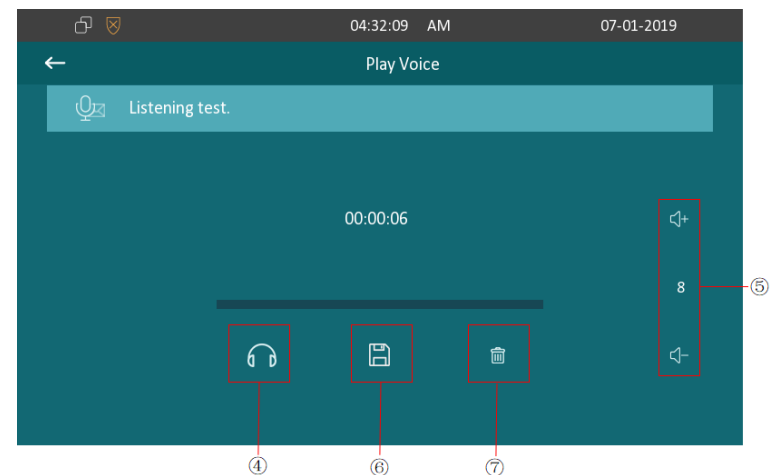 04:32:09 AM 07-01-2019
Play Voice
Listening test.
00:00:06
8
⑤
④ ⑥ ⑦